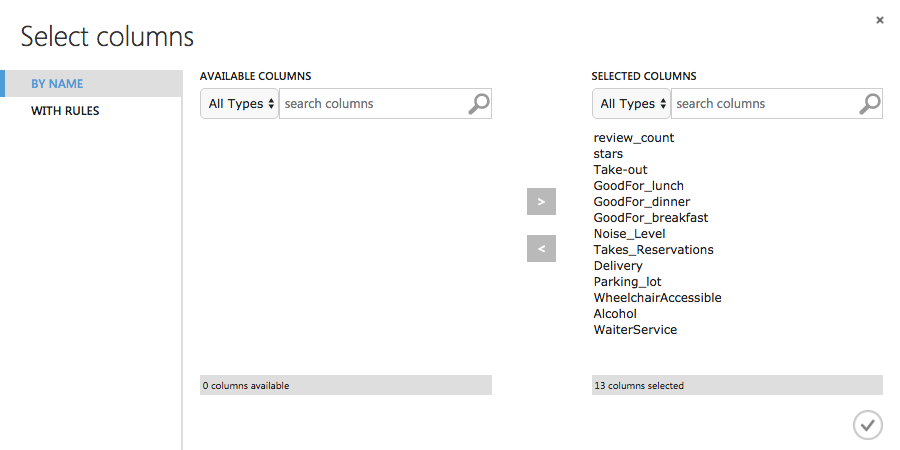 Select columns
×
BY NAME
WITH RULES
AVAILABLE COLUMNS
All Types
search columns
0 columns available
>
<
SELECTED COLUMNS
All Types
search columns
review_count
stars
Take-out
GoodFor_lunch
GoodFor_dinner
GoodFor_breakfast
Noise_Level
Takes_Reservations
Delivery
Parking_lot
WheelchairAccessible
Alcohol
WaiterService
13 columns selected